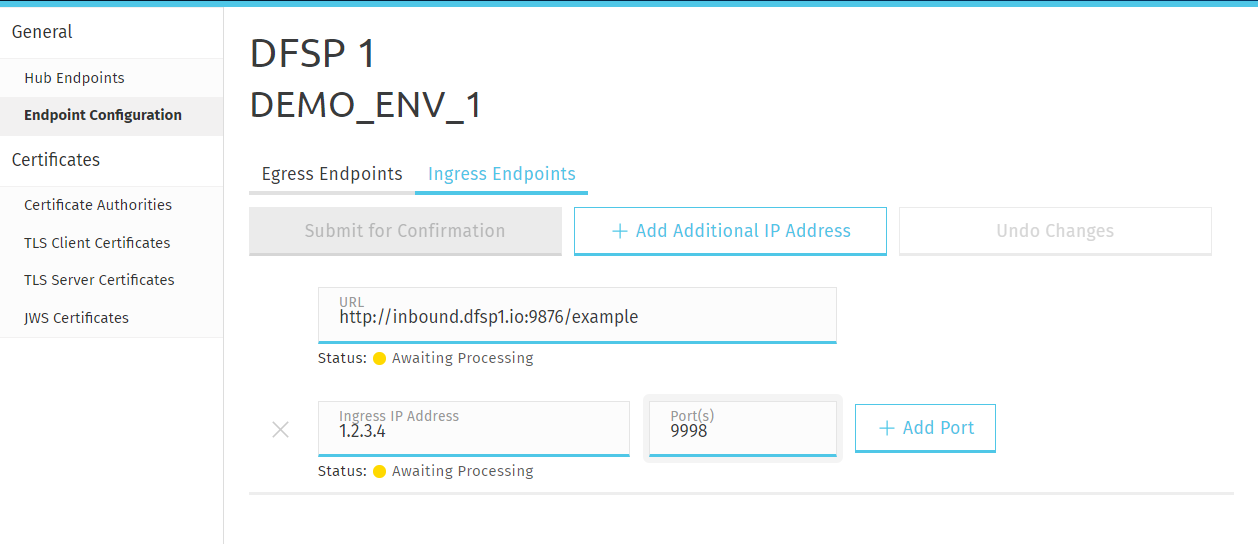 General
Hub Endpoints
Endpoint Configuration
Certificates
Certificate Authorities
TLS Client Certificates
TLS Server Certificates
JWS Certificates
DFSP 1
DEMO_ENV_1
Egress Endpoints
Ingress Endpoints
Submit for Confirmation
+ Add Additional IP Address
Undo Changes
URL
http://inbound.dfsp1.io:9876/example
Status: Awaiting Processing
Ingress IP Address
1.2.3.4
Port(s)
9998
+ Add Port
Status: Awaiting Processing